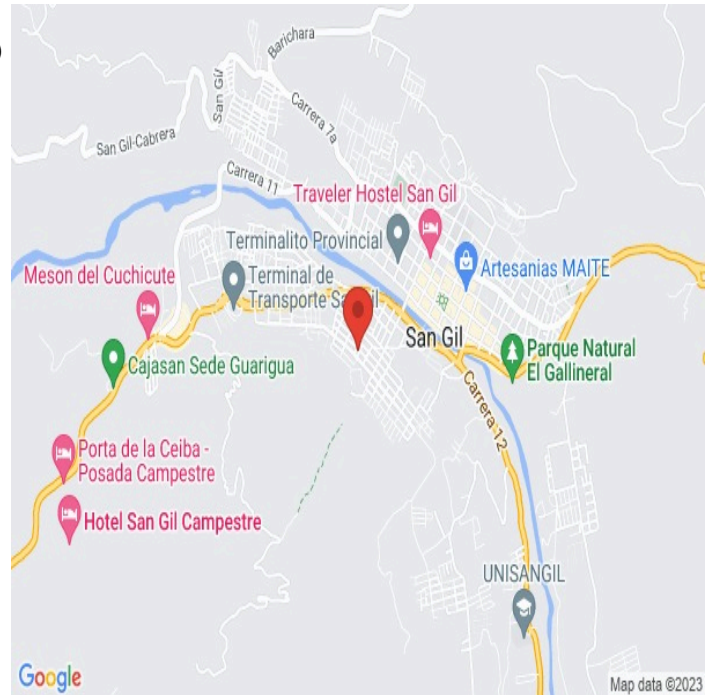 Barichara
San Gil
Carrera 7a
San Gil-Cabrera
Carrera 11
Traveler Hostel San Gil
Terminalito Provincial
Artesanias MAITE
Meson del Cuchicute
Terminal de
Transporte San Gil
San Gil
Parque Natural
El Gallineral
Cajasan Sede Guarigua
Carrera 12
Porta de la Ceiba -
Posada Campestre
Hotel San Gil Campestre
UNISANGIL
Google
Map data ©2023